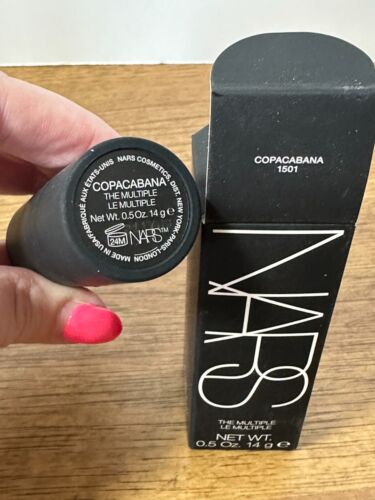 COPACABANA
THE MULTIPLE
LE MULTIPLE
Net Wt. 0.5 Oz. 14 g ℮
24M NARS™
MADE IN USA/FABRIQUÉ AUX ÉTATS-UNIS NARS COSMETICS, DIST. NEW YORK-PARIS-LONDON
COPACABANA
1501
NARS
THE MULTIPLE
LE MULTIPLE
NET WT.
0.5 Oz. 14 g ℮